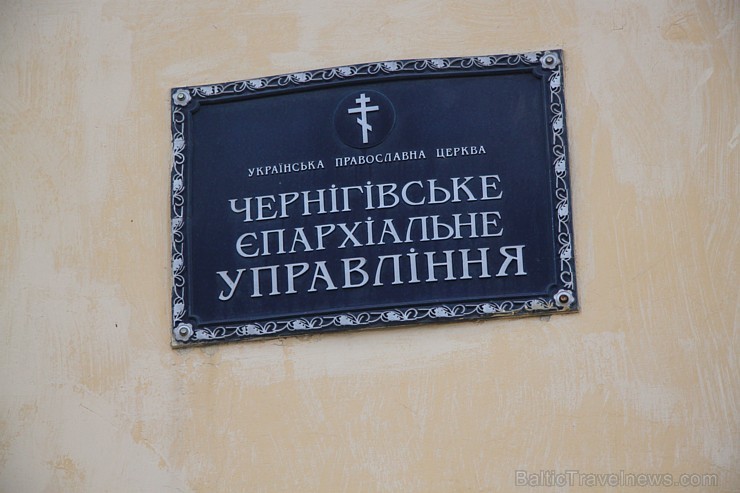 УКРАЇНСЬКА ПРАВОСЛАВНА ЦЕРКВА
ЧЕРНІГІВСЬКЕ
ЄПАРХІАЛЬНЕ
УПРАВЛІННЯ
BalticTravelnews.com